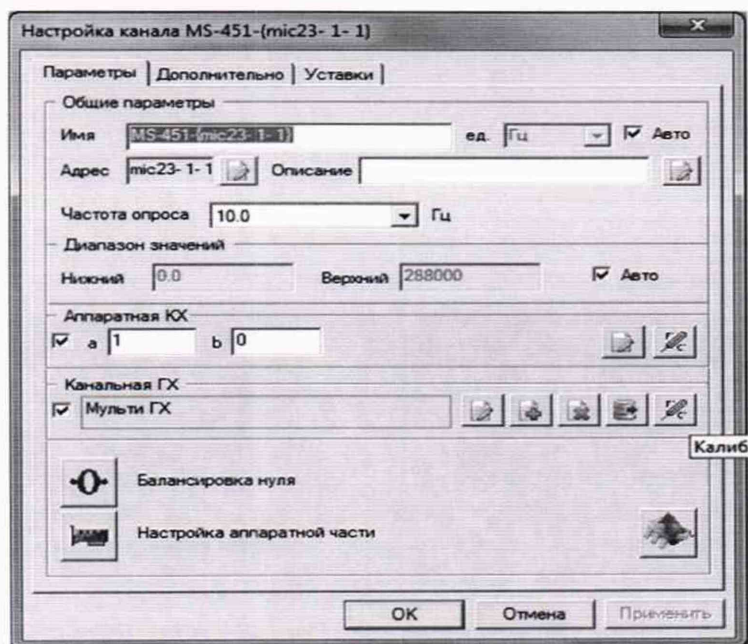 Настройка канала MS-451-(mic23- 1- 1)
Параметры Дополнительно Уставки
Общие параметры
Имя MS-451-(mic23- 1- 1) ед. Гц Авто
Адрес mic23- 1- 1 Описание
Частота опроса 10.0 Гц
Диапазон значений
Нижний 0.0 Верхний 288000 Авто
Аппаратная КХ
a 1 b 0
Канальная ГХ
Мульти ГХ
Калиб
Балансировка нуля
Настройка аппаратной части
OK Отмена Применить